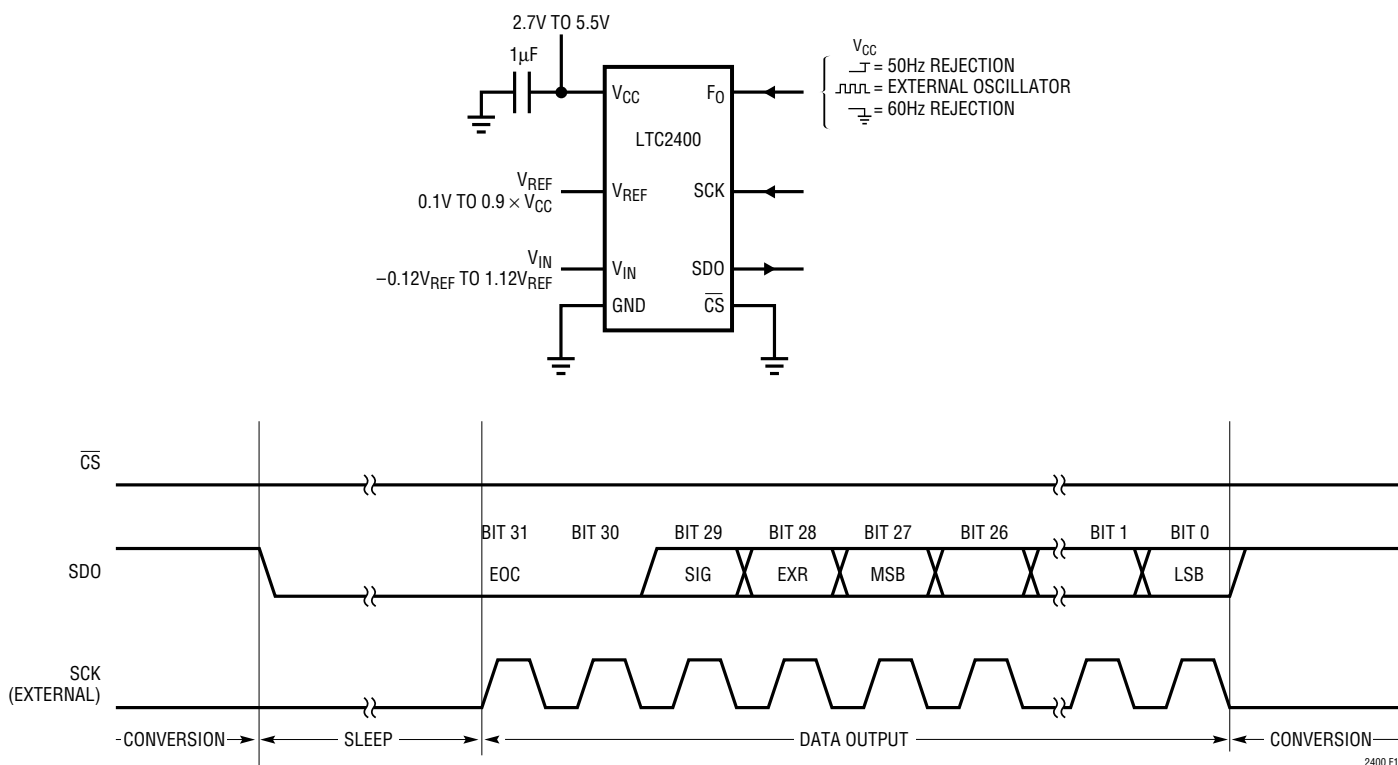 2.7V TO 5.5V
1µF
VCC
= 50Hz REJECTION
= EXTERNAL OSCILLATOR
= 60Hz REJECTION
VCC
FO
LTC2400
VREF
0.1V TO 0.9 × VCC
VREF
SCK
VIN
−0.12VREF TO 1.12VREF
VIN
SDO
GND
CS
CS
BIT 31 BIT 30 BIT 29 BIT 28 BIT 27 BIT 26 BIT 1 BIT 0
SDO
EOC SIG EXR MSB LSB
SCK
(EXTERNAL)
CONVERSION SLEEP DATA OUTPUT CONVERSION